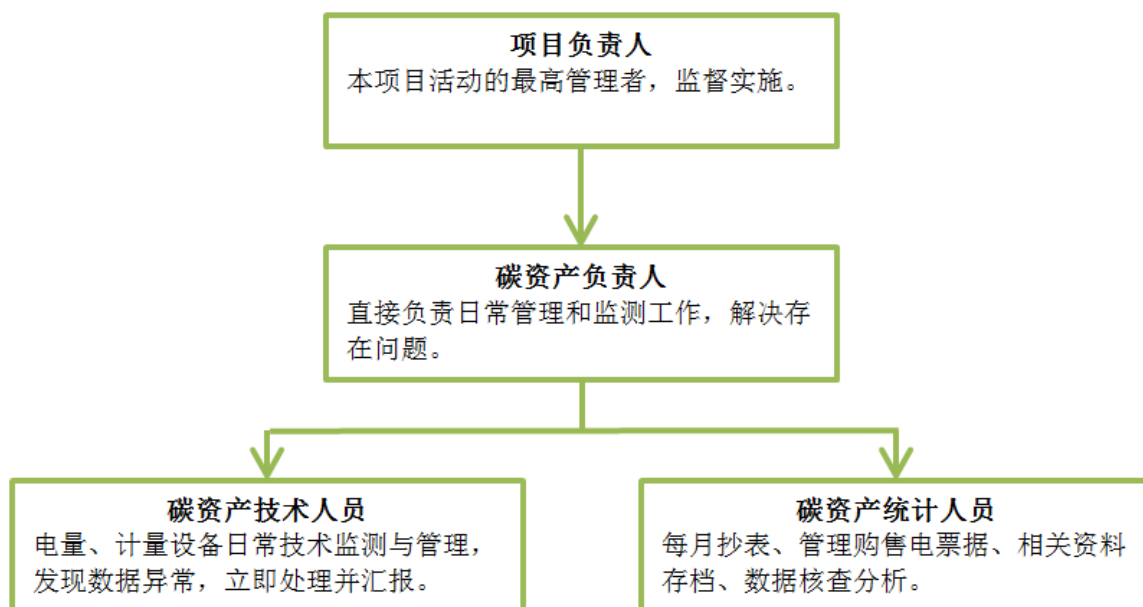 项目负责人
本项目活动的最高管理者，监督实施。
碳资产负责人
直接负责日常管理和监测工作，解决存
在问题。
碳资产技术人员
电量、计量设备日常技术监测与管理，
发现数据异常，立即处理并汇报。
碳资产统计人员
每月抄表、管理购售电票据、相关资料
存档、数据核查分析。